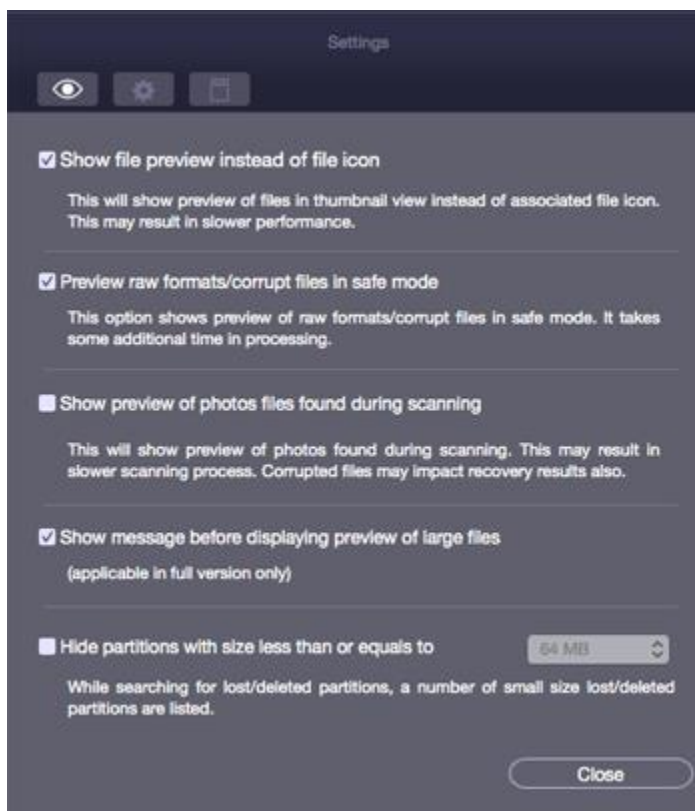 Settings
Show file preview instead of file icon
This will show preview of files in thumbnail view instead of associated file icon.
This may result in slower performance.
Preview raw formats/corrupt files in safe mode
This option shows preview of raw formats/corrupt files in safe mode. It takes
some additional time in processing.
Show preview of photos files found during scanning
This will show preview of photos found during scanning. This may result in
slower scanning process. Corrupted files may impact recovery results also.
Show message before displaying preview of large files
(applicable in full version only)
Hide partitions with size less than or equals to 64 MB
While searching for lost/deleted partitions, a number of small size lost/deleted
partitions are listed.
Close